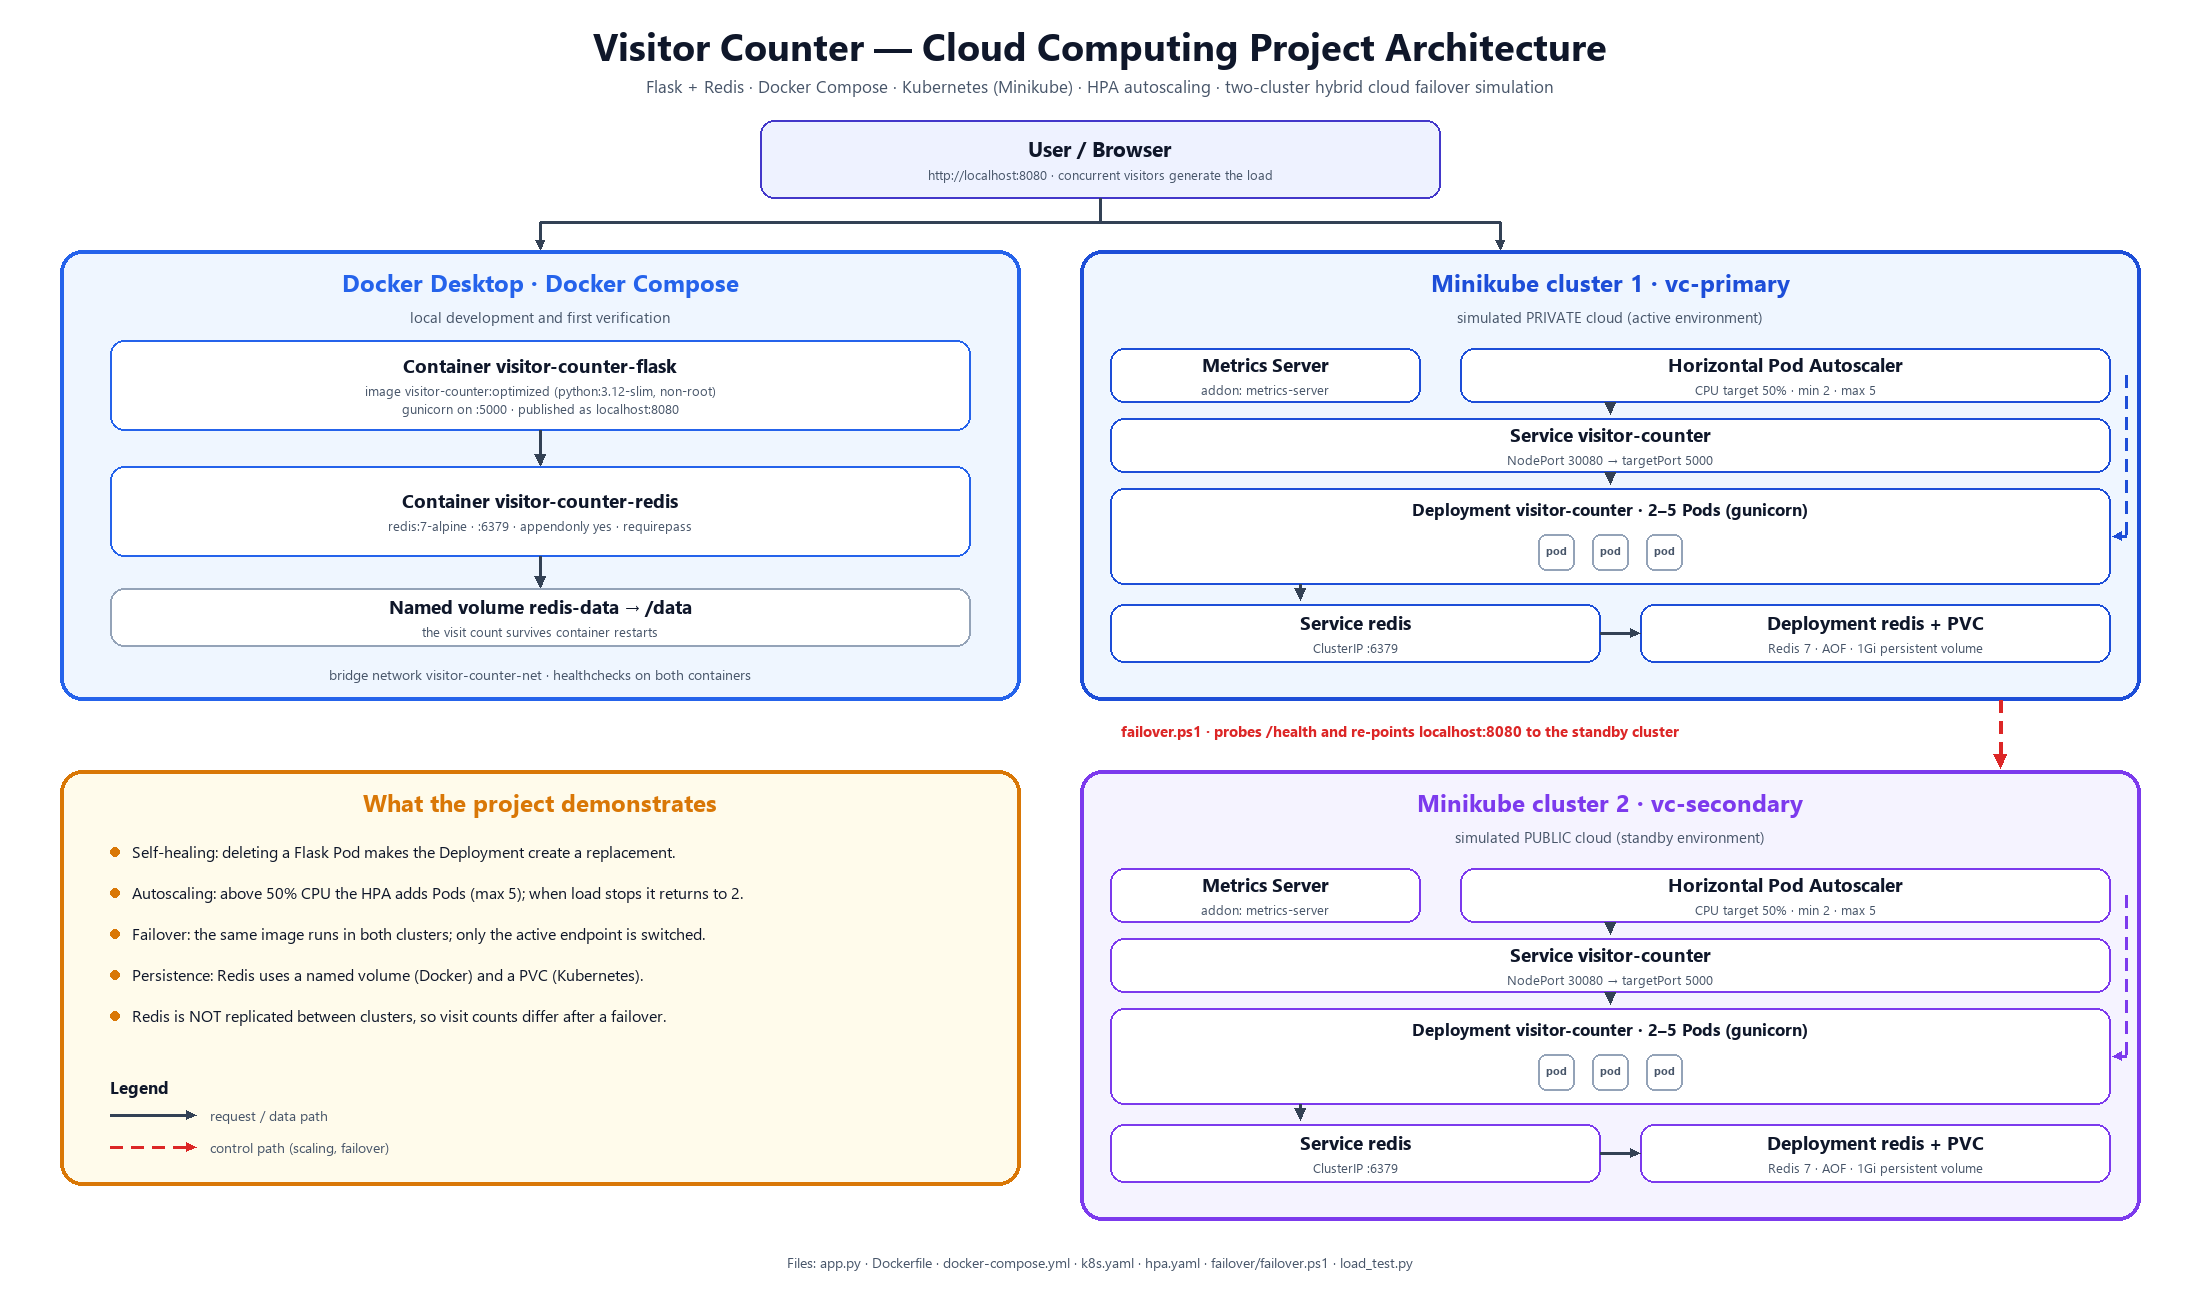 Visitor Counter — Cloud Computing Project Architecture
Flask + Redis · Docker Compose · Kubernetes (Minikube) · HPA autoscaling · two-cluster hybrid cloud failover simulation
User / Browser
http://localhost:8080 · concurrent visitors generate the load
Docker Desktop · Docker Compose
local development and first verification
Container visitor-counter-flask
image visitor-counter:optimized (python:3.12-slim, non-root)
gunicorn on :5000 · published as localhost:8080
Container visitor-counter-redis
redis:7-alpine · :6379 · appendonly yes · requirepass
Named volume redis-data → /data
the visit count survives container restarts
bridge network visitor-counter-net · healthchecks on both containers
Minikube cluster 1 · vc-primary
simulated PRIVATE cloud (active environment)
Metrics Server
addon: metrics-server
Horizontal Pod Autoscaler
CPU target 50% · min 2 · max 5
Service visitor-counter
NodePort 30080 → targetPort 5000
Deployment visitor-counter · 2–5 Pods (gunicorn)
pod pod pod
Service redis
ClusterIP :6379
Deployment redis + PVC
Redis 7 · AOF · 1Gi persistent volume
failover.ps1 · probes /health and re-points localhost:8080 to the standby cluster
What the project demonstrates
Self-healing: deleting a Flask Pod makes the Deployment create a replacement.
Autoscaling: above 50% CPU the HPA adds Pods (max 5); when load stops it returns to 2.
Failover: the same image runs in both clusters; only the active endpoint is switched.
Persistence: Redis uses a named volume (Docker) and a PVC (Kubernetes).
Redis is NOT replicated between clusters, so visit counts differ after a failover.
Legend
request / data path
control path (scaling, failover)
Minikube cluster 2 · vc-secondary
simulated PUBLIC cloud (standby environment)
Metrics Server
addon: metrics-server
Horizontal Pod Autoscaler
CPU target 50% · min 2 · max 5
Service visitor-counter
NodePort 30080 → targetPort 5000
Deployment visitor-counter · 2–5 Pods (gunicorn)
pod pod pod
Service redis
ClusterIP :6379
Deployment redis + PVC
Redis 7 · AOF · 1Gi persistent volume
Files: app.py · Dockerfile · docker-compose.yml · k8s.yaml · hpa.yaml · failover/failover.ps1 · load_test.py